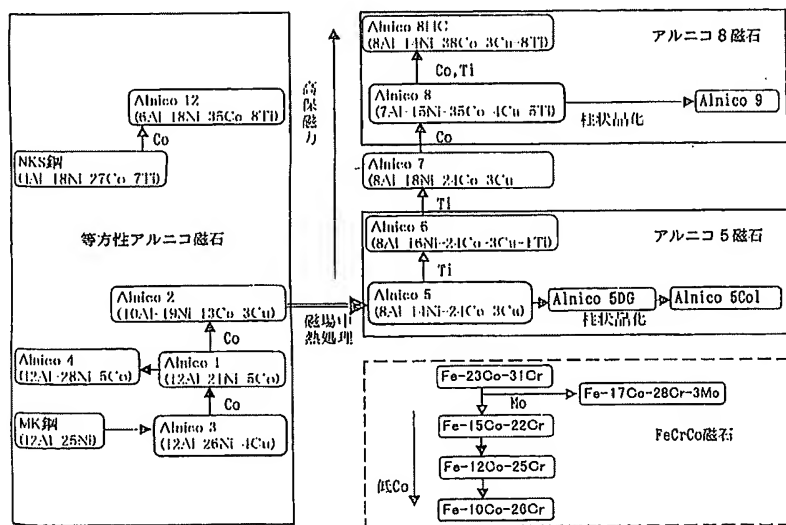 Alnico 12
(6Al-18Ni-35Co-8Ti)
Co
NKS鋼
(1Al-18Ni-27Co-7Ti)
等方性アルニコ磁石
Alnico 2
(10Al-19Ni-13Co-3Cu)
Co
Alnico 4
(12Al-28Ni-5Co)
Alnico 1
(12Al-21Ni-5Co)
Co
MK鋼
(12Al-25Ni)
Alnico 3
(12Al-26Ni-4Cu)
高保磁力
磁場中
熱処理
Alnico 8HC
(8Al-14Ni-38Co-3Cu-8Ti)
アルニコ8磁石
Co,Ti
Alnico 8
(7Al-15Ni-35Co-4Cu-5Ti)
柱状晶化
Alnico 9
Co
Alnico 7
(8Al-18Ni-24Co-3Cu
Ti
Alnico 6
(8Al-16Ni-24Co-3Cu-1Ti)
アルニコ5磁石
Ti
Alnico 5
(8Al-14Ni-24Co-3Cu)
Alnico 5DG
Alnico 5Col
柱状晶化
Fe-23Co-31Cr
Mo
Fe-17Co-28Cr-3Mo
Fe-15Co-22Cr
FeCrCo磁石
Fe-12Co-25Cr
低Co
Fe-10Co-26Cr